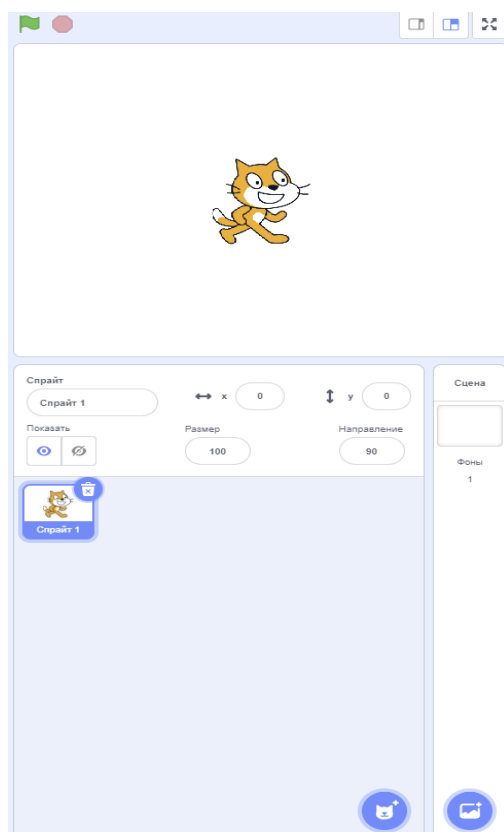 Спрайт
Спрайт 1
x 0
y 0
Показать
Размер
100
Направление
90
Спрайт 1
Сцена
Фоны
1